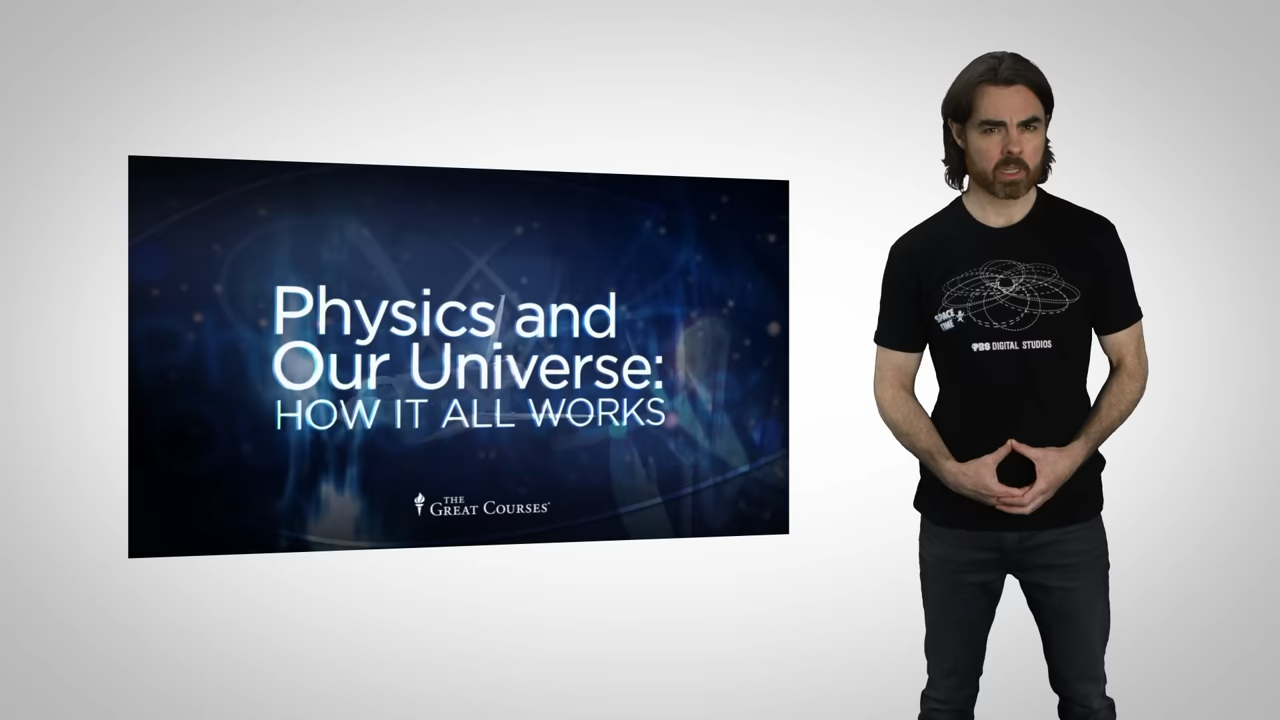 Physics and
Our Universe:
HOW IT ALL WORKS
THE
GREAT COURSES®
SPACE
TIME
PBS DIGITAL STUDIOS